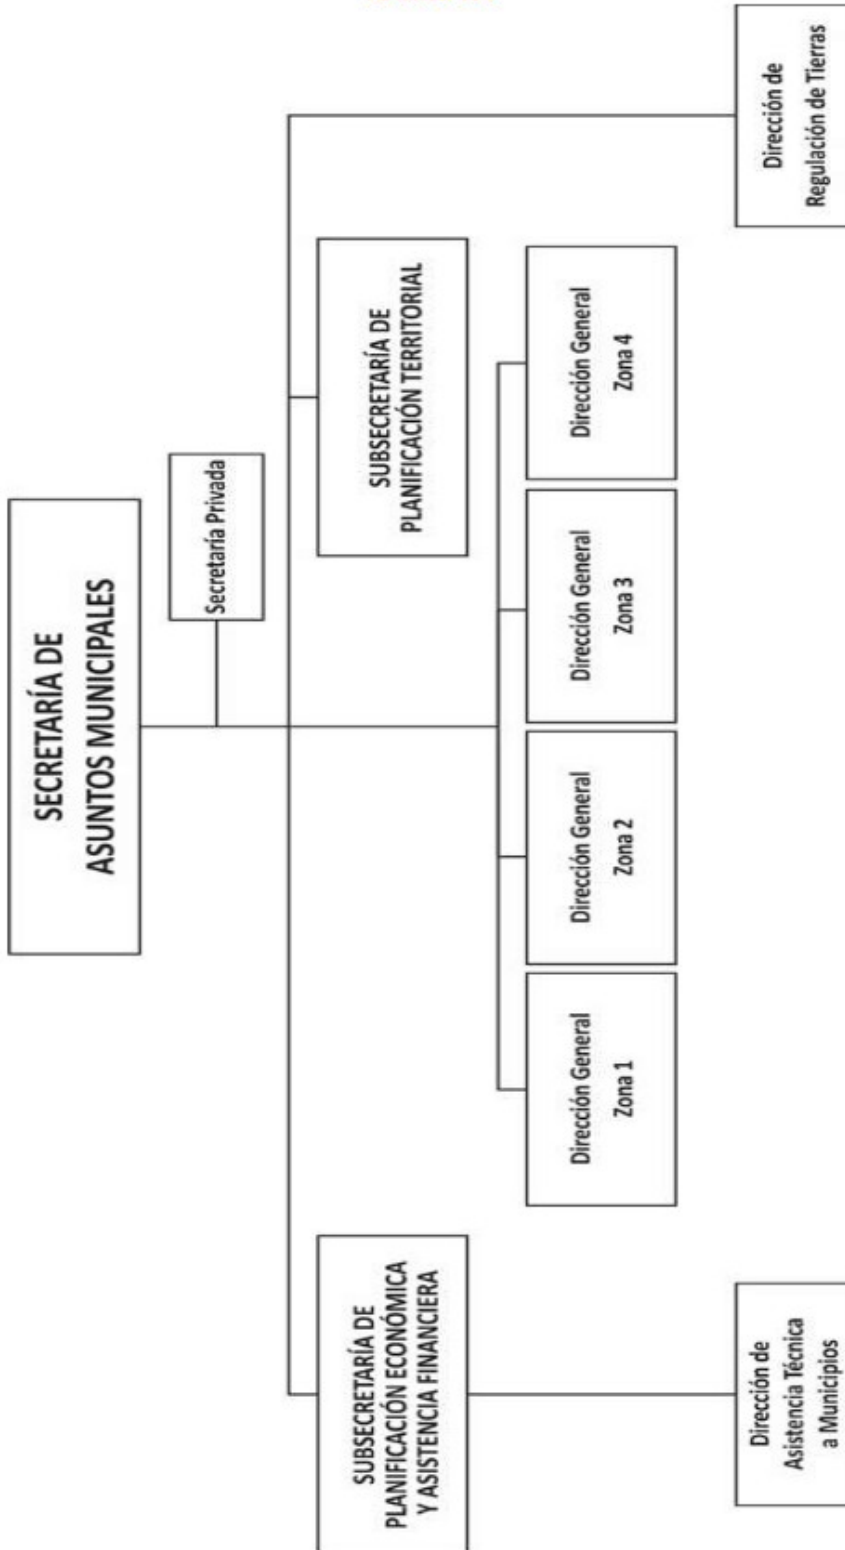 SECRETARÍA DE
ASUNTOS MUNICIPALES
Secretaría Privada
SUBSECRETARÍA DE
PLANIFICACIÓN ECONÓMICA
Y ASISTENCIA FINANCIERA
SUBSECRETARÍA DE
PLANIFICACIÓN TERRITORIAL
Dirección General
Zona 1
Dirección General
Zona 2
Dirección General
Zona 3
Dirección General
Zona 4
Dirección de
Asistencia Técnica
a Municipios
Dirección de
Regulación de Tierras